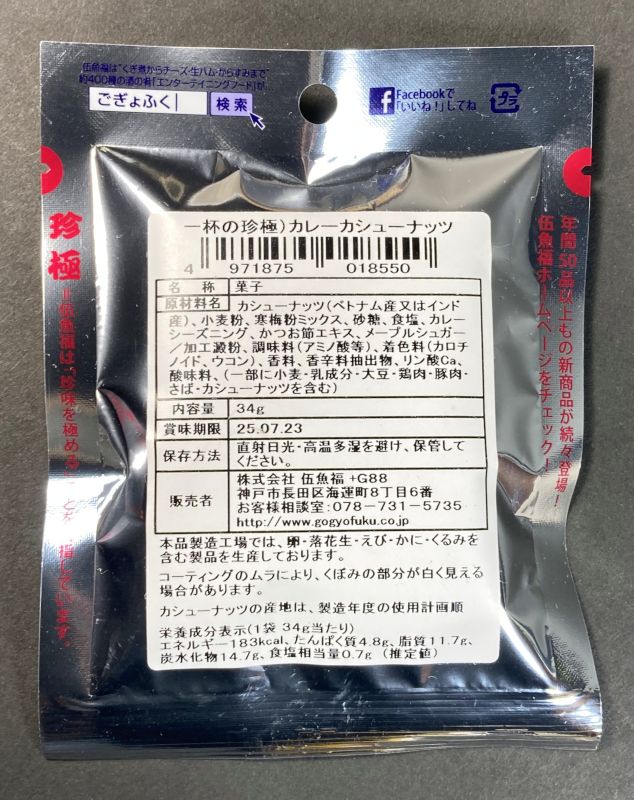 伍魚福は"くぎ煮からチーズ・生ハム・からすみまで"
約400種の酒の肴「エンターテイニングフード」が
ごぎょふく
検索
Facebookで
「いいね!」してね
プラ
珍極
=伍魚福は、"珍味を極める"
指しています。
年間50品以上もの新商品が続々登場!
伍魚福ホームページをチェック!
一杯の珍極)カレーカシューナッツ
4 971875 018550
名 称 菓子
原材料名 カシューナッツ(ベトナム産又はインド
産)、小麦粉、寒梅粉ミックス、砂糖、食塩、カレー
シーズニング、かつお節エキス、メープルシュガー
/加工澱粉、調味料(アミノ酸等)、着色料(カロチ
ノイド、ウコン)、香料、香辛料抽出物、リン酸Ca、
酸味料、(一部に小麦・乳成分・大豆・鶏肉・豚肉・
さば・カシューナッツを含む)
内容量 34g
賞味期限 25.07.23
保存方法 直射日光・高温多湿を避け、保管して
ください。
販売者 株式会社 伍魚福 +G88
神戸市長田区海運町8丁目6番
お客様相談室:078-731-5735
http://www.gogyofuku.co.jp
本品製造工場では、卵・落花生・えび・かに・くるみを
含む製品を生産しております。
コーティングのムラにより、くぼみの部分が白く見える
場合があります。
カシューナッツの産地は、製造年度の使用計画順
栄養成分表示(1袋 34g当たり)
エネルギー183kcal、たんぱく質4.8g、脂質11.7g、
炭水化物14.7g、食塩相当量0.7g (推定値)